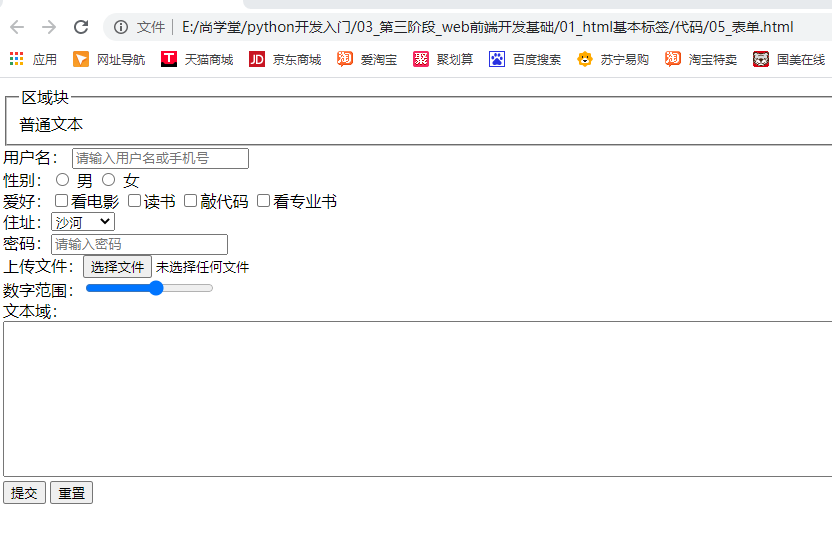 文件 E:/尚学堂/python开发入门/03_第三阶段_web前端开发基础/01_html基本标签/代码/05_表单.html
应用 网址导航 T 天猫商城 JD 京东商城 淘 爱淘宝 聚 聚划算 百度搜索 苏宁易购 淘 淘宝特卖 国美在线
区域块
普通文本
用户名： 请输入用户名或手机号
性别： 男 女
爱好： 看电影 读书 敲代码 看专业书
住址： 沙河
密码： 请输入密码
上传文件： 选择文件 未选择任何文件
数字范围：
文本域：
提交 重置